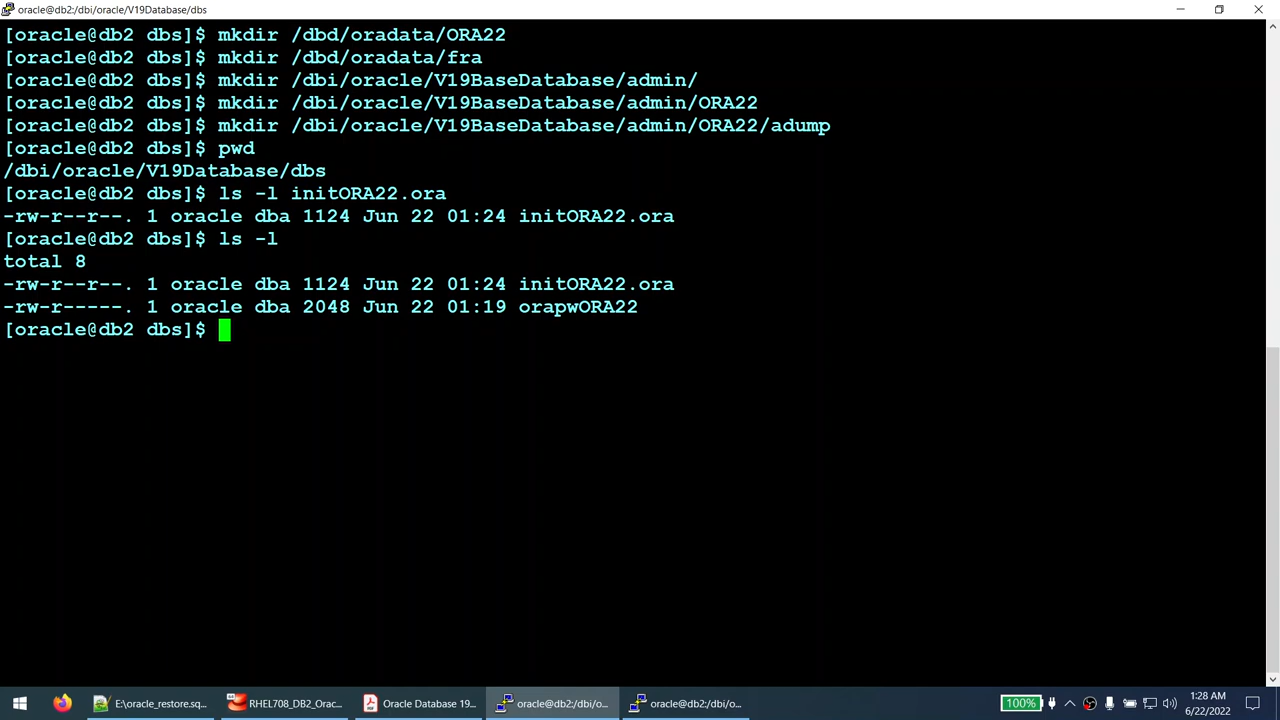 oracle@db2:/dbi/oracle/V19Database/dbs
[oracle@db2 dbs]$ mkdir /dbd/oradata/ORA22
[oracle@db2 dbs]$ mkdir /dbd/oradata/fra
[oracle@db2 dbs]$ mkdir /dbi/oracle/V19BaseDatabase/admin/
[oracle@db2 dbs]$ mkdir /dbi/oracle/V19BaseDatabase/admin/ORA22
[oracle@db2 dbs]$ mkdir /dbi/oracle/V19BaseDatabase/admin/ORA22/adump
[oracle@db2 dbs]$ pwd
/dbi/oracle/V19Database/dbs
[oracle@db2 dbs]$ ls -l initORA22.ora
-rw-r--r--. 1 oracle dba 1124 Jun 22 01:24 initORA22.ora
[oracle@db2 dbs]$ ls -l
total 8
-rw-r--r--. 1 oracle dba 1124 Jun 22 01:24 initORA22.ora
-rw-r-----. 1 oracle dba 2048 Jun 22 01:19 orapwORA22
[oracle@db2 dbs]$
E:\oracle_restore.sq... RHEL708_DB2_Orac... Oracle Database 19... oracle@db2:/dbi/o... oracle@db2:/dbi/o... 100% 1:28 AM
6/22/2022